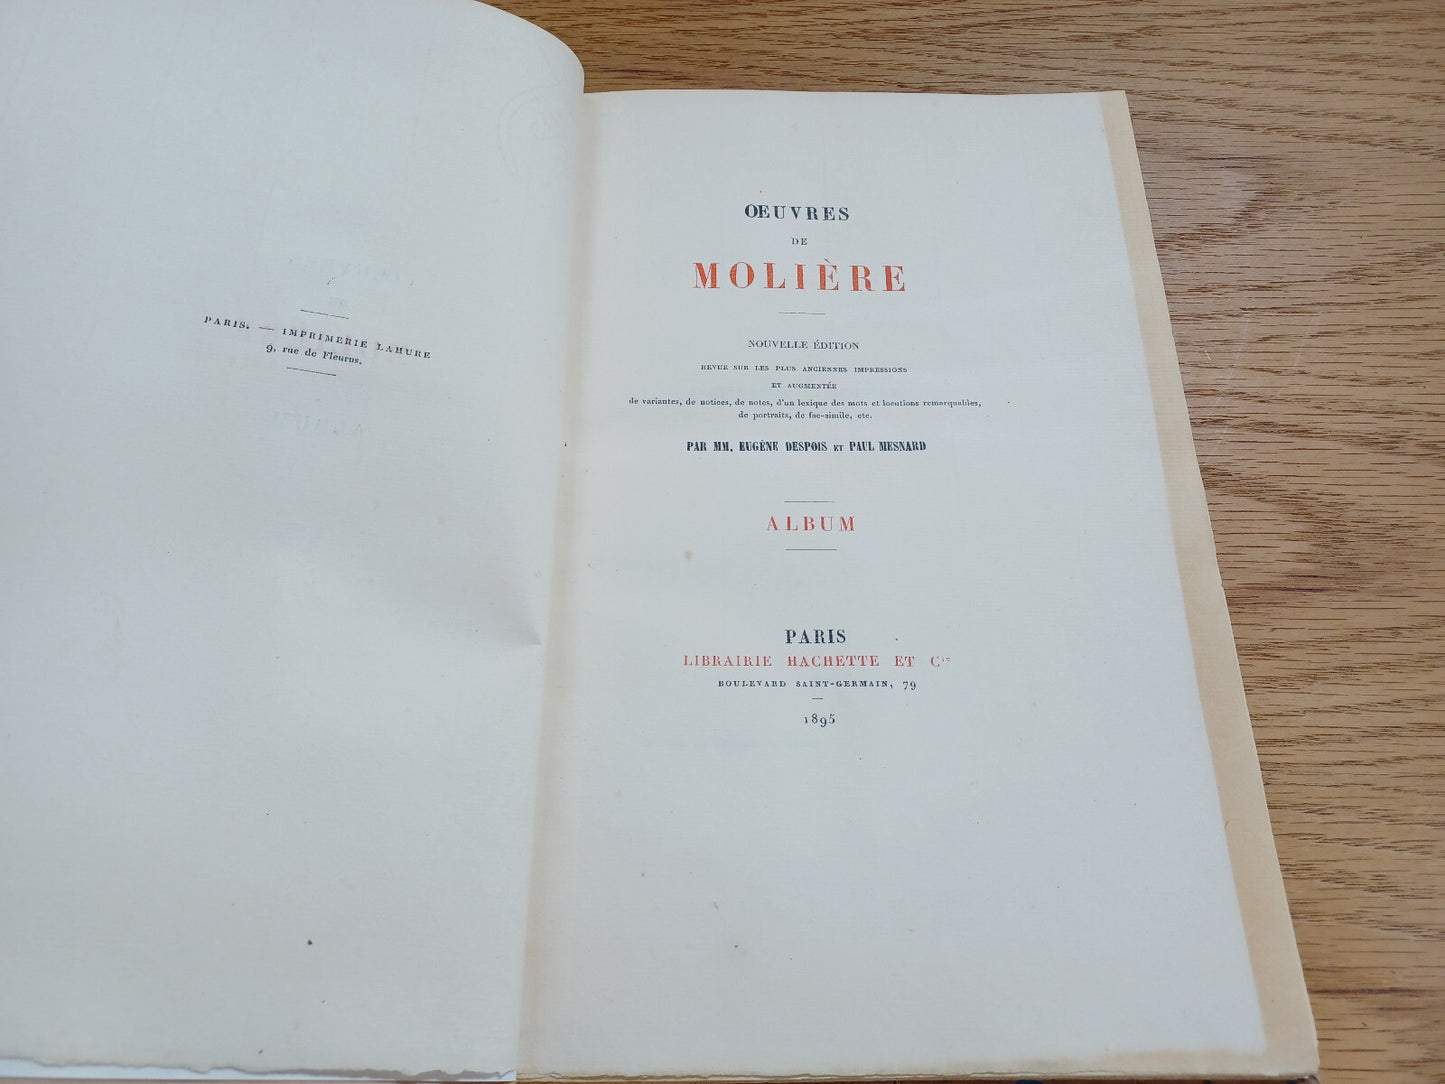 PARIS. — IMPRIMERIE LAHURE
9, rue de Fleurus.
OEUVRES
DE
MOLIÈRE
NOUVELLE ÉDITION
REVUE SUR LES PLUS ANCIENNES IMPRESSIONS
ET AUGMENTÉE
de variantes, de notices, de notes, d'un lexique des mots et locutions remarquables,
de portraits, de fac-simile, etc.
PAR MM. EUGÈNE DESPOIS ET PAUL MESNARD
ALBUM
PARIS
LIBRAIRIE HACHETTE ET Cie
BOULEVARD SAINT-GERMAIN, 79
1895